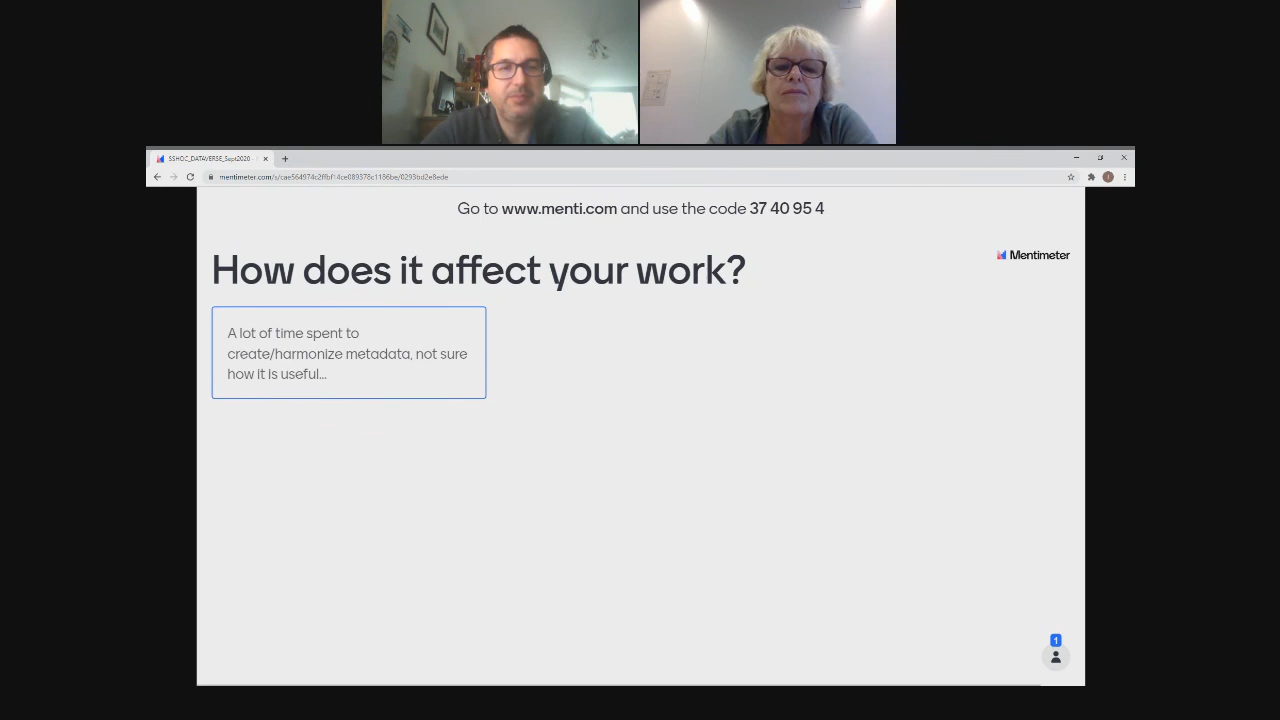 SSHOC_DATAVERSE_Sept2020 -
mentimeter.com/s/cae564974c2ffbf14ce089378c1186be/0293bd2e8ede
Go to www.menti.com and use the code 37 40 95 4
How does it affect your work?
Mentimeter
A lot of time spent to
create/harmonize metadata, not sure
how it is useful...
1